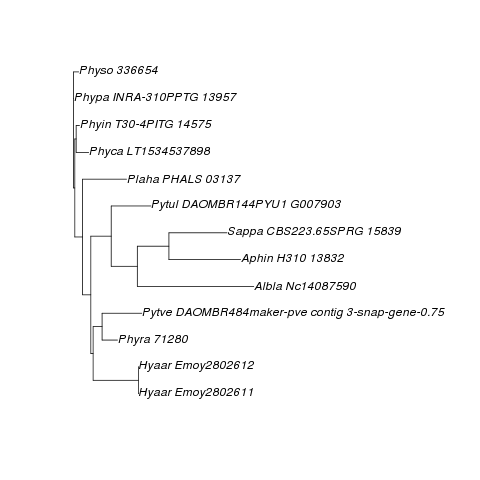 Physo 336654
Phypa INRA-310PPTG 13957
Phyin T30-4PITG 14575
Phyca LT1534537898
Plaha PHALS 03137
Pytul DAOMBR144PYU1 G007903
Sappa CBS223.65SPRG 15839
Aphin H310 13832
Albla Nc14087590
Pytve DAOMBR484maker-pve contig 3-snap-gene-0.75
Phyra 71280
Hyaar Emoy2802612
Hyaar Emoy2802611